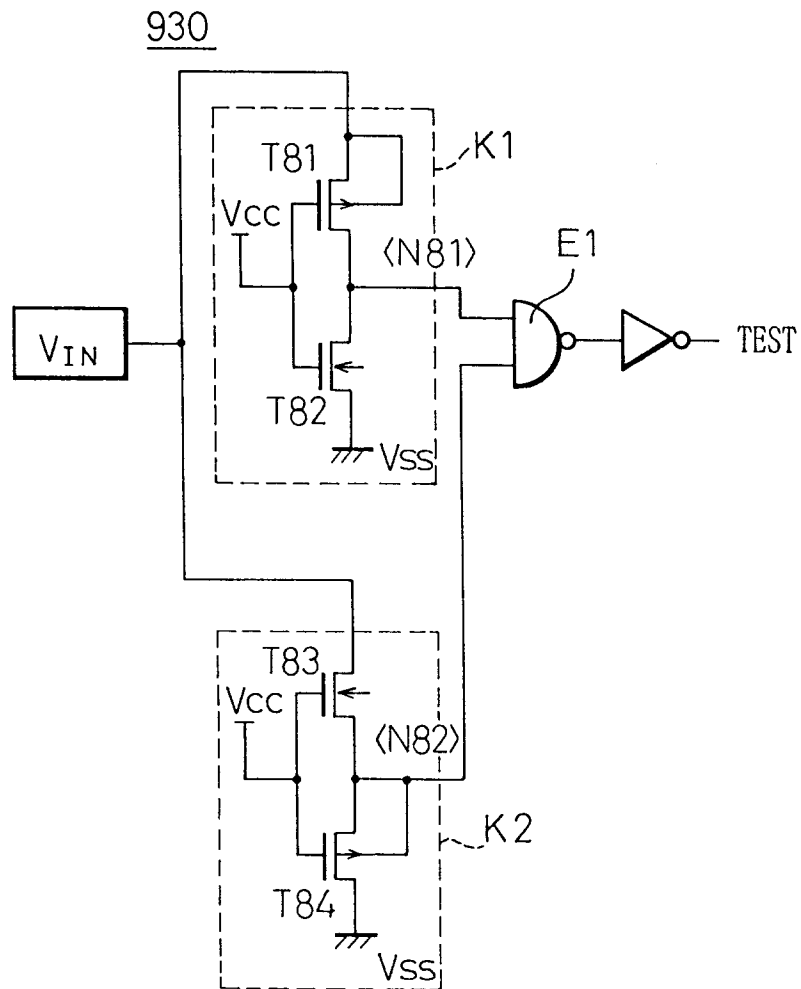 930
K1
T81
VCC
⟨N81⟩
E1
VIN
TEST
T82
VSS
T83
VCC
⟨N82⟩
K2
T84
VSS